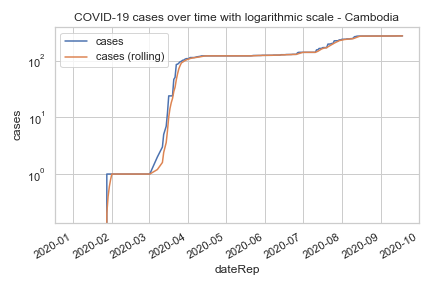 COVID-19 cases over time with logarithmic scale - Cambodia
cases
cases (rolling)
10²
10¹
10⁰
cases
2020-01
2020-02
2020-03
2020-04
2020-05
2020-06
2020-07
2020-08
2020-09
2020-10
dateRep